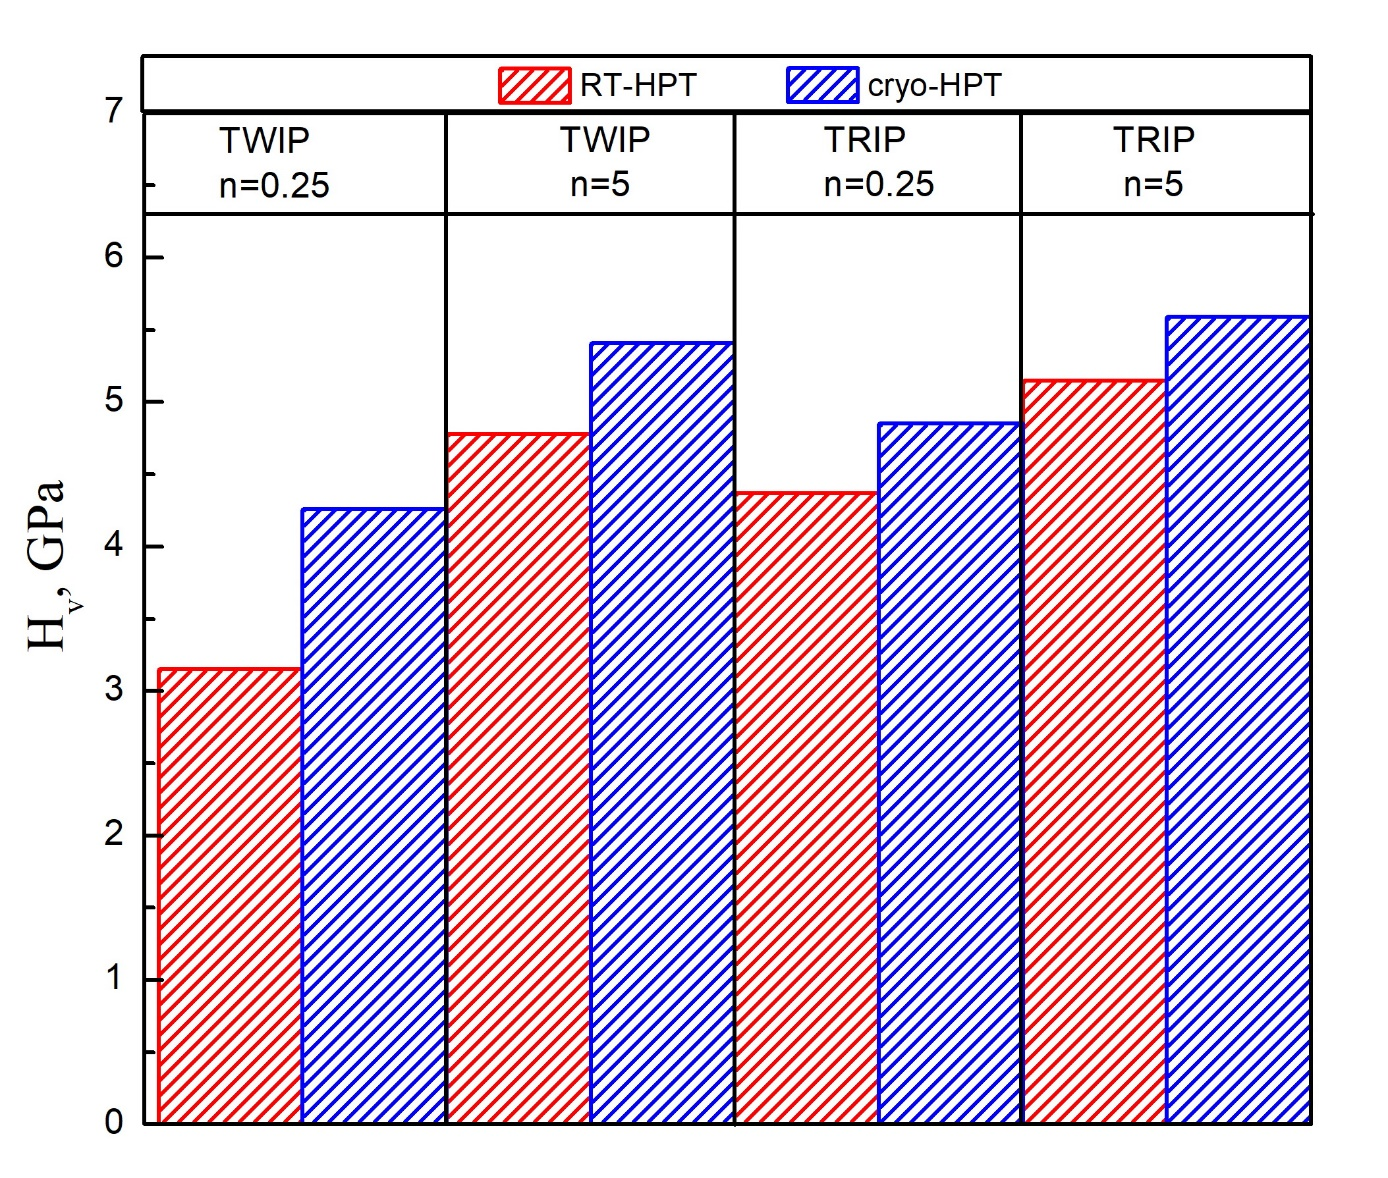 RT-HPT
cryo-HPT
TWIP
n=0.25
TWIP
n=5
TRIP
n=0.25
TRIP
n=5
7
6
5
4
3
2
1
0
Hv, GPa